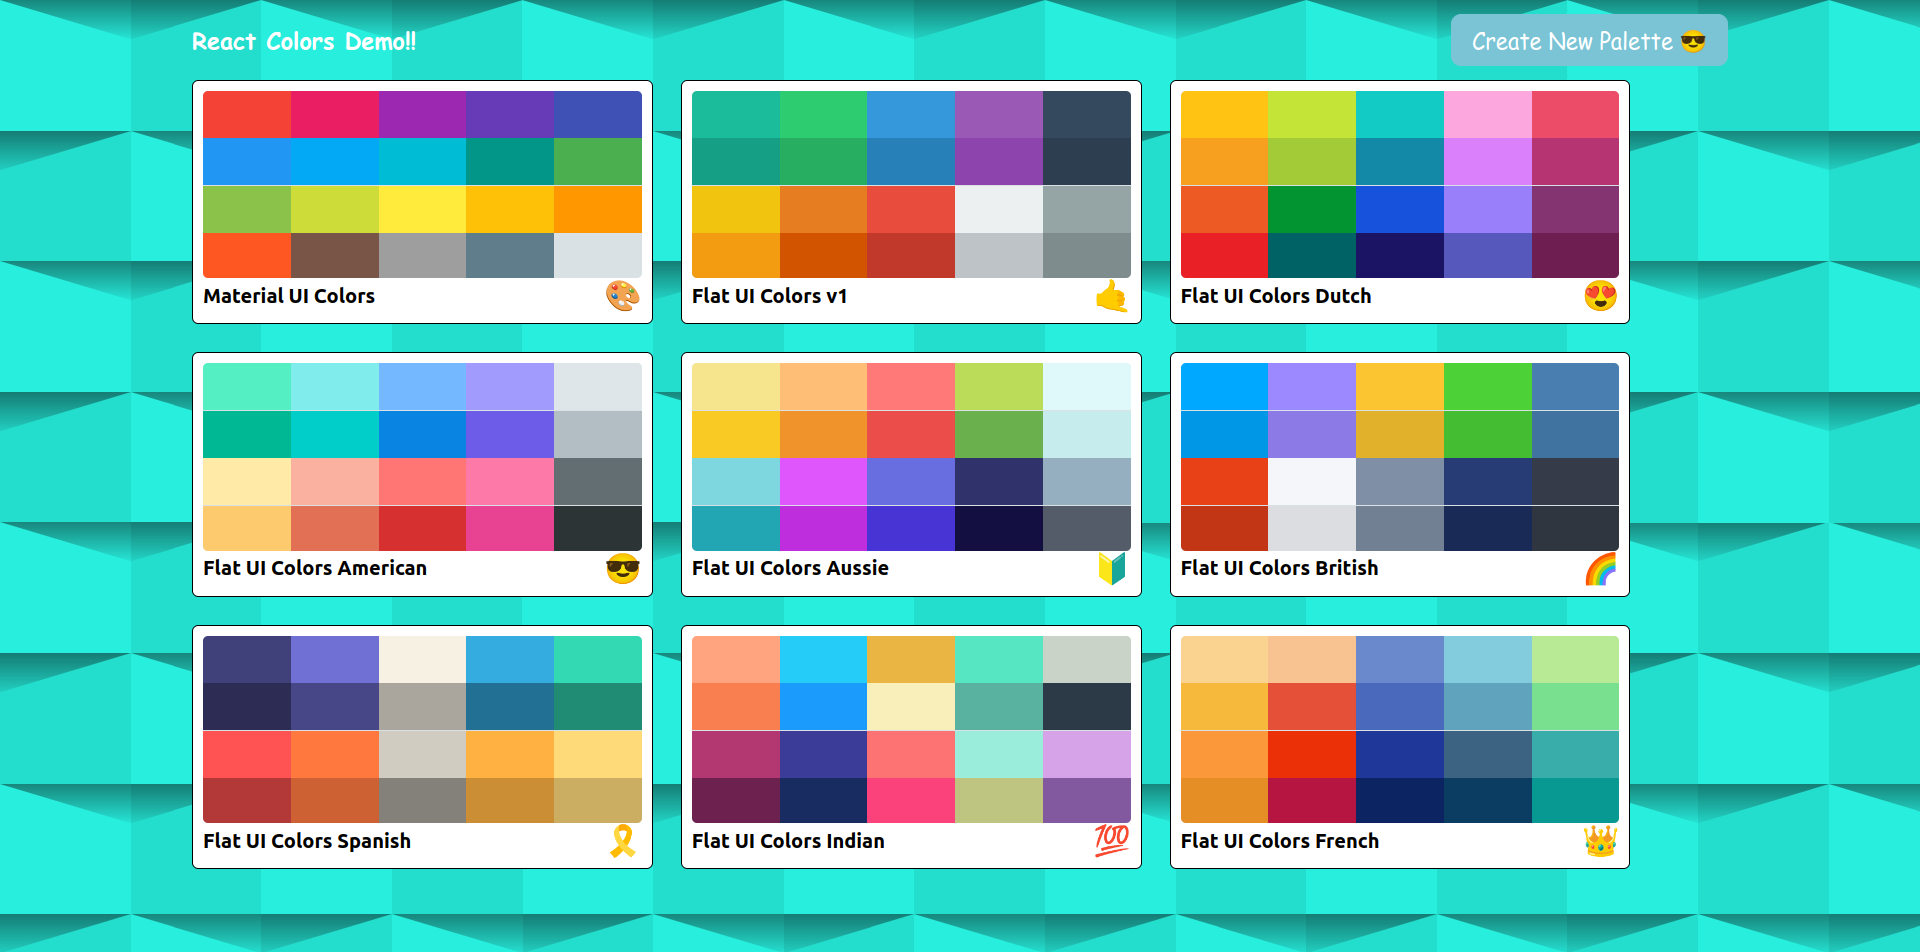 React Colors Demo!!
Create New Palette 😎
Material UI Colors 🎨
Flat UI Colors v1 🤙
Flat UI Colors Dutch 😍
Flat UI Colors American 😎
Flat UI Colors Aussie 🔰
Flat UI Colors British 🌈
Flat UI Colors Spanish 🎗
Flat UI Colors Indian 💯
Flat UI Colors French 👑